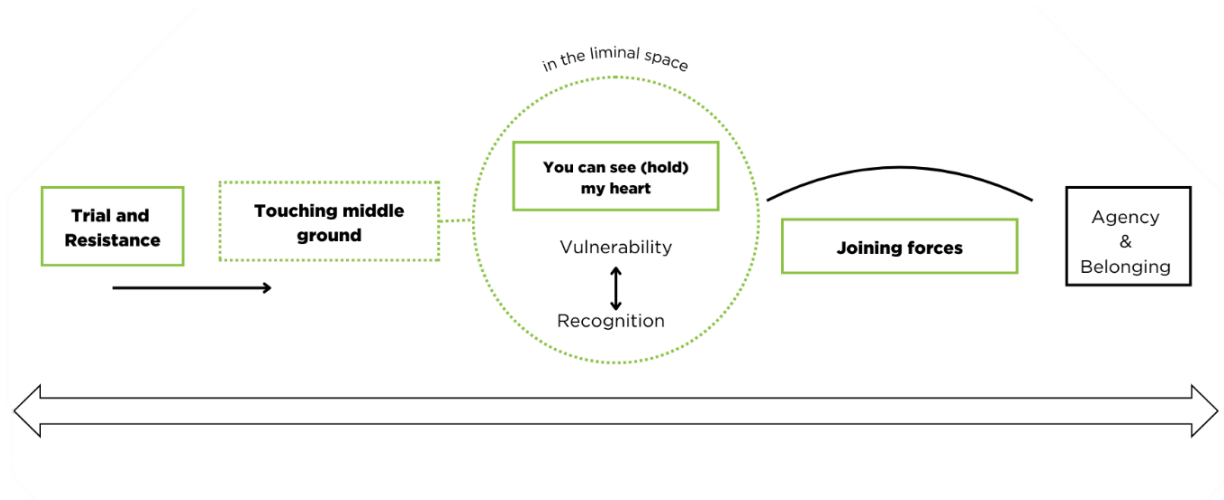 in the liminal space
Trial and
Resistance
Touching middle
ground
You can see (hold)
my heart
Vulnerability
Recognition
Joining forces
Agency
&
Belonging